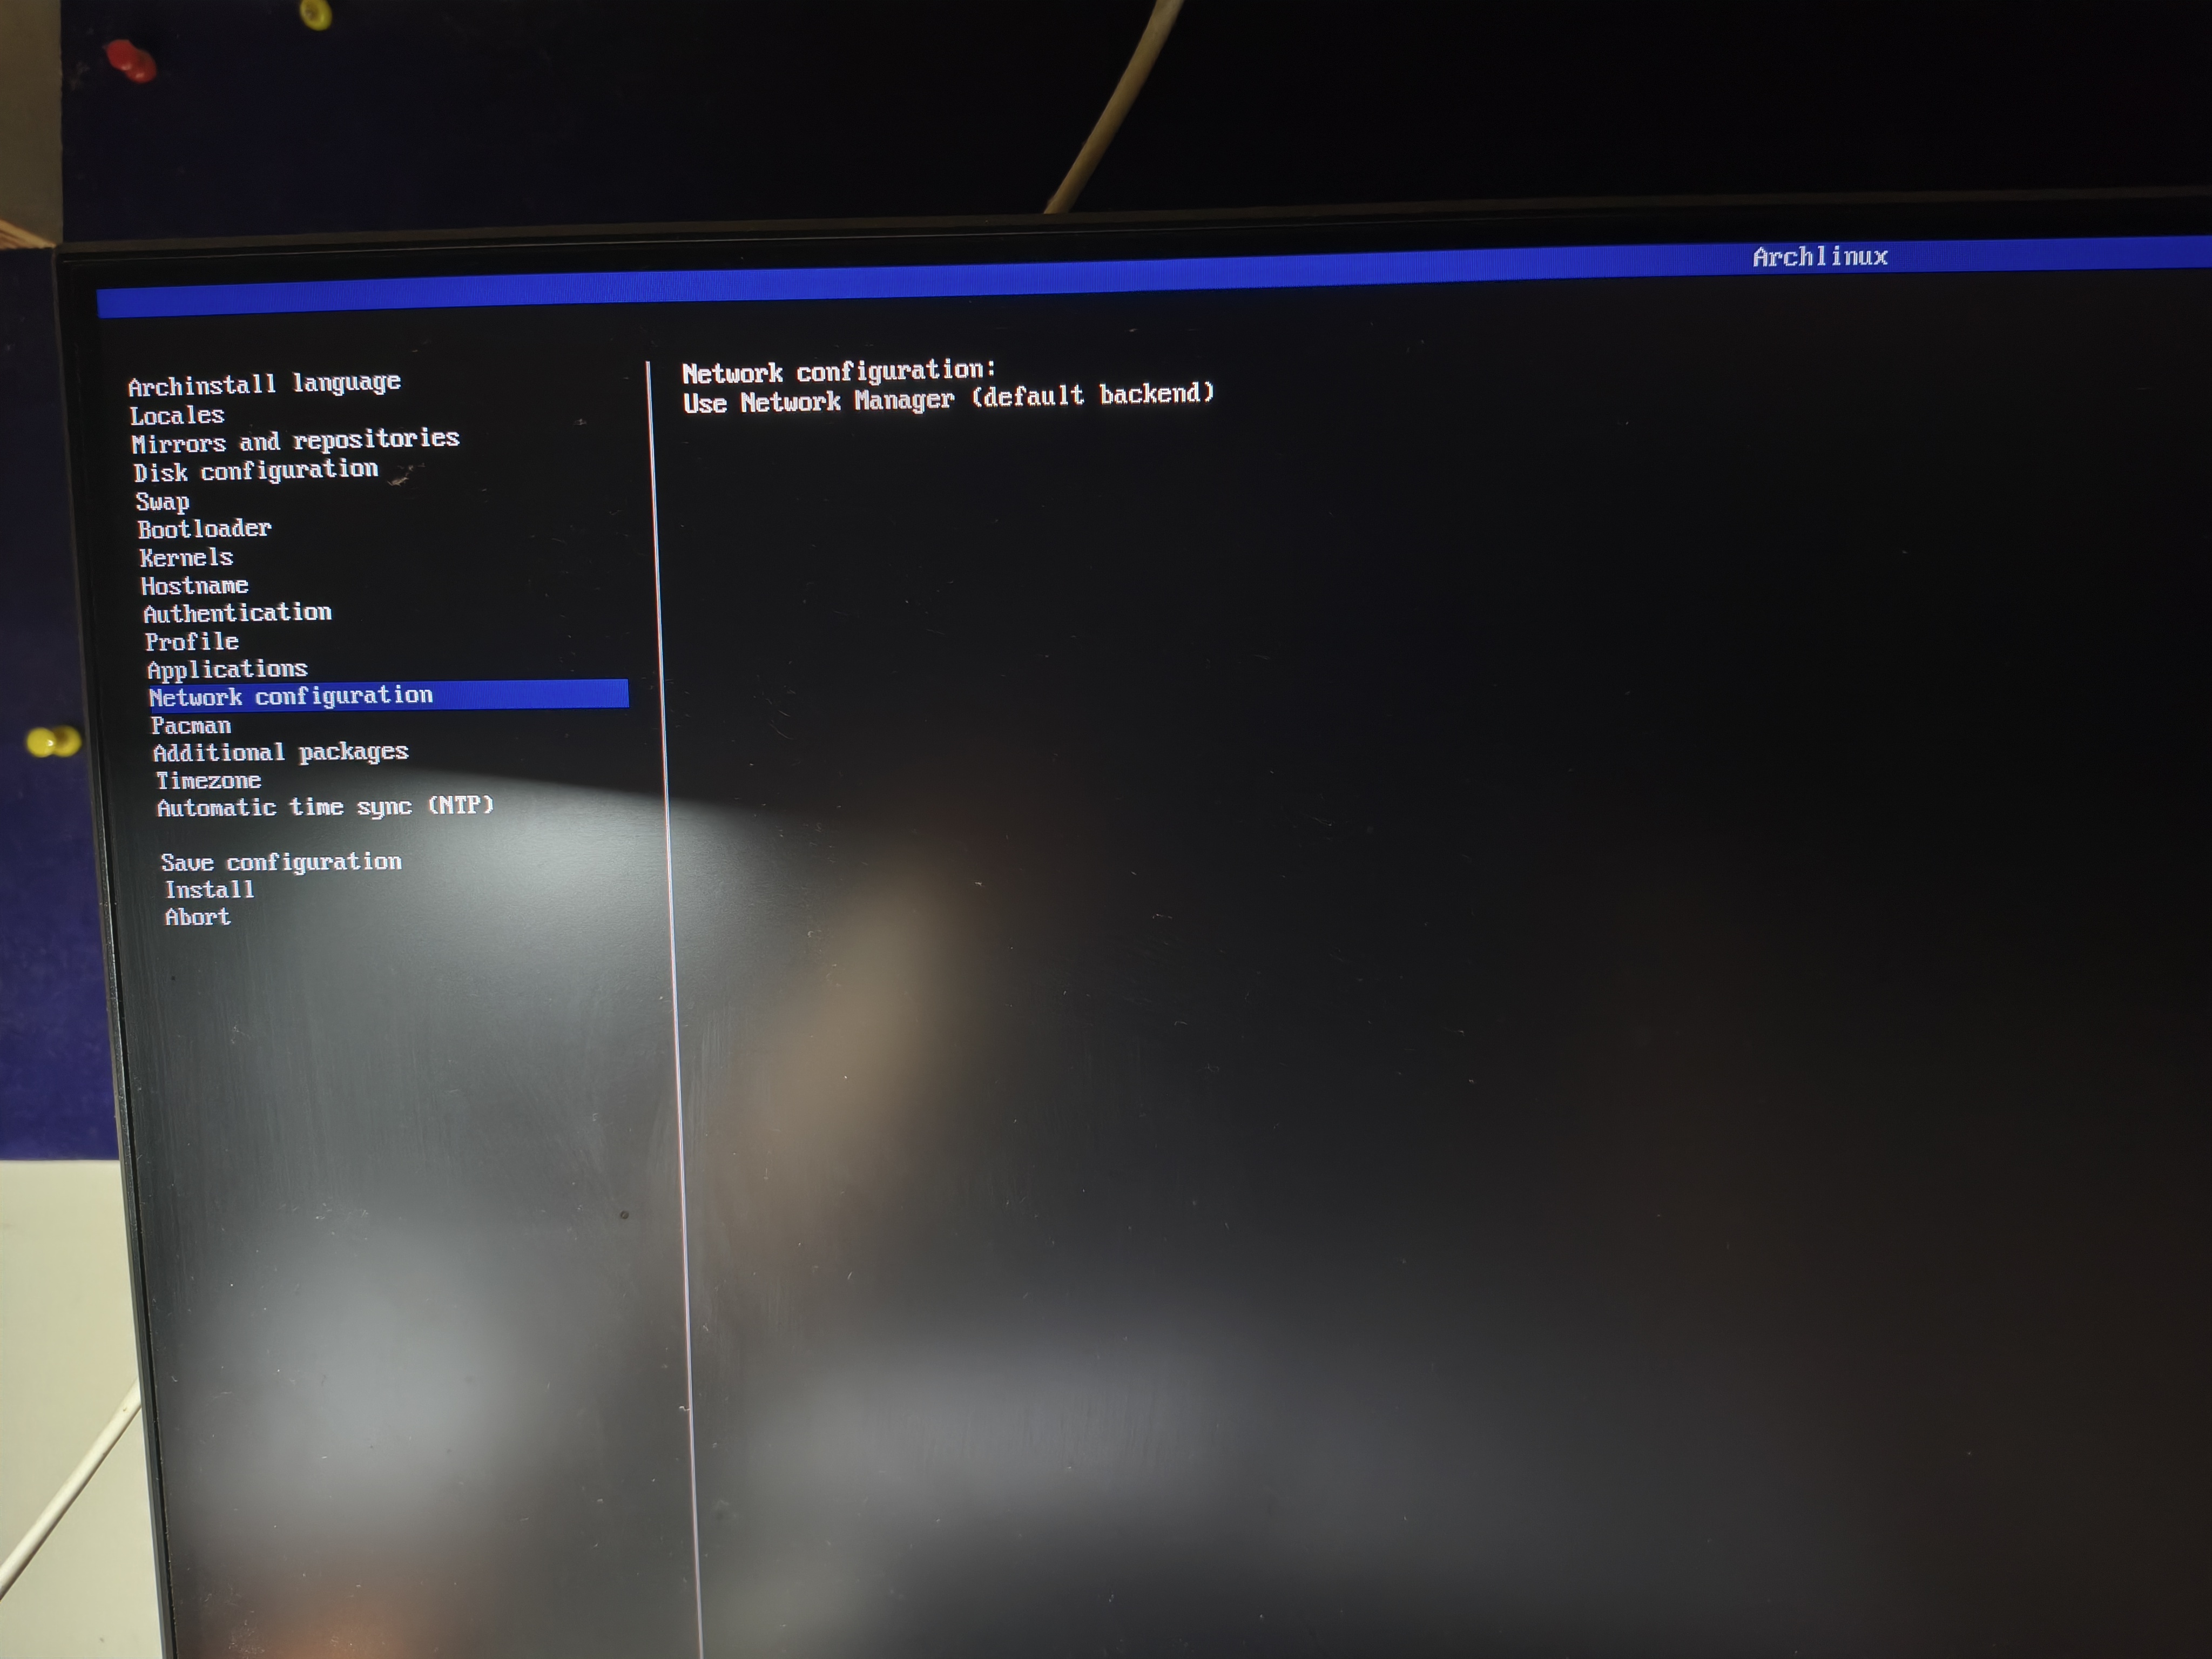 Archlinux
Archinstall language
Locales
Mirrors and repositories
Disk configuration
Swap
Bootloader
Kernels
Hostname
Authentication
Profile
Applications
Network configuration
Pacman
Additional packages
Timezone
Automatic time sync (NTP)
Save configuration
Install
Abort
Network configuration:
Use Network Manager (default backend)